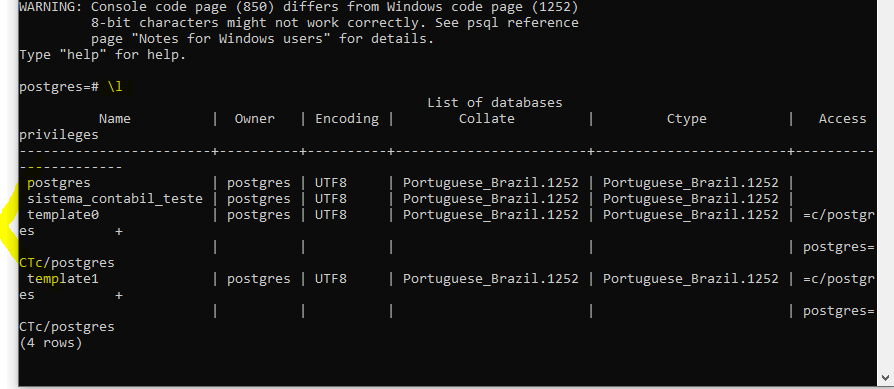 WARNING: Console code page (850) differs from Windows code page (1252)
         8-bit characters might not work correctly. See psql reference
         page "Notes for Windows users" for details.
Type "help" for help.
postgres=# \l
                                                   List of databases
          Name          |  Owner   | Encoding |        Collate         |         Ctype          |   Access
privileges
------------------------+----------+----------+------------------------+------------------------+----------
-------------
 postgres               | postgres | UTF8     | Portuguese_Brazil.1252 | Portuguese_Brazil.1252 |
 sistema_contabil_teste | postgres | UTF8     | Portuguese_Brazil.1252 | Portuguese_Brazil.1252 |
 template0              | postgres | UTF8     | Portuguese_Brazil.1252 | Portuguese_Brazil.1252 | =c/postgr
es          +
                        |          |          |                        |                        | postgres=
CTc/postgres
 template1              | postgres | UTF8     | Portuguese_Brazil.1252 | Portuguese_Brazil.1252 | =c/postgr
es          +
                        |          |          |                        |                        | postgres=
CTc/postgres
(4 rows)